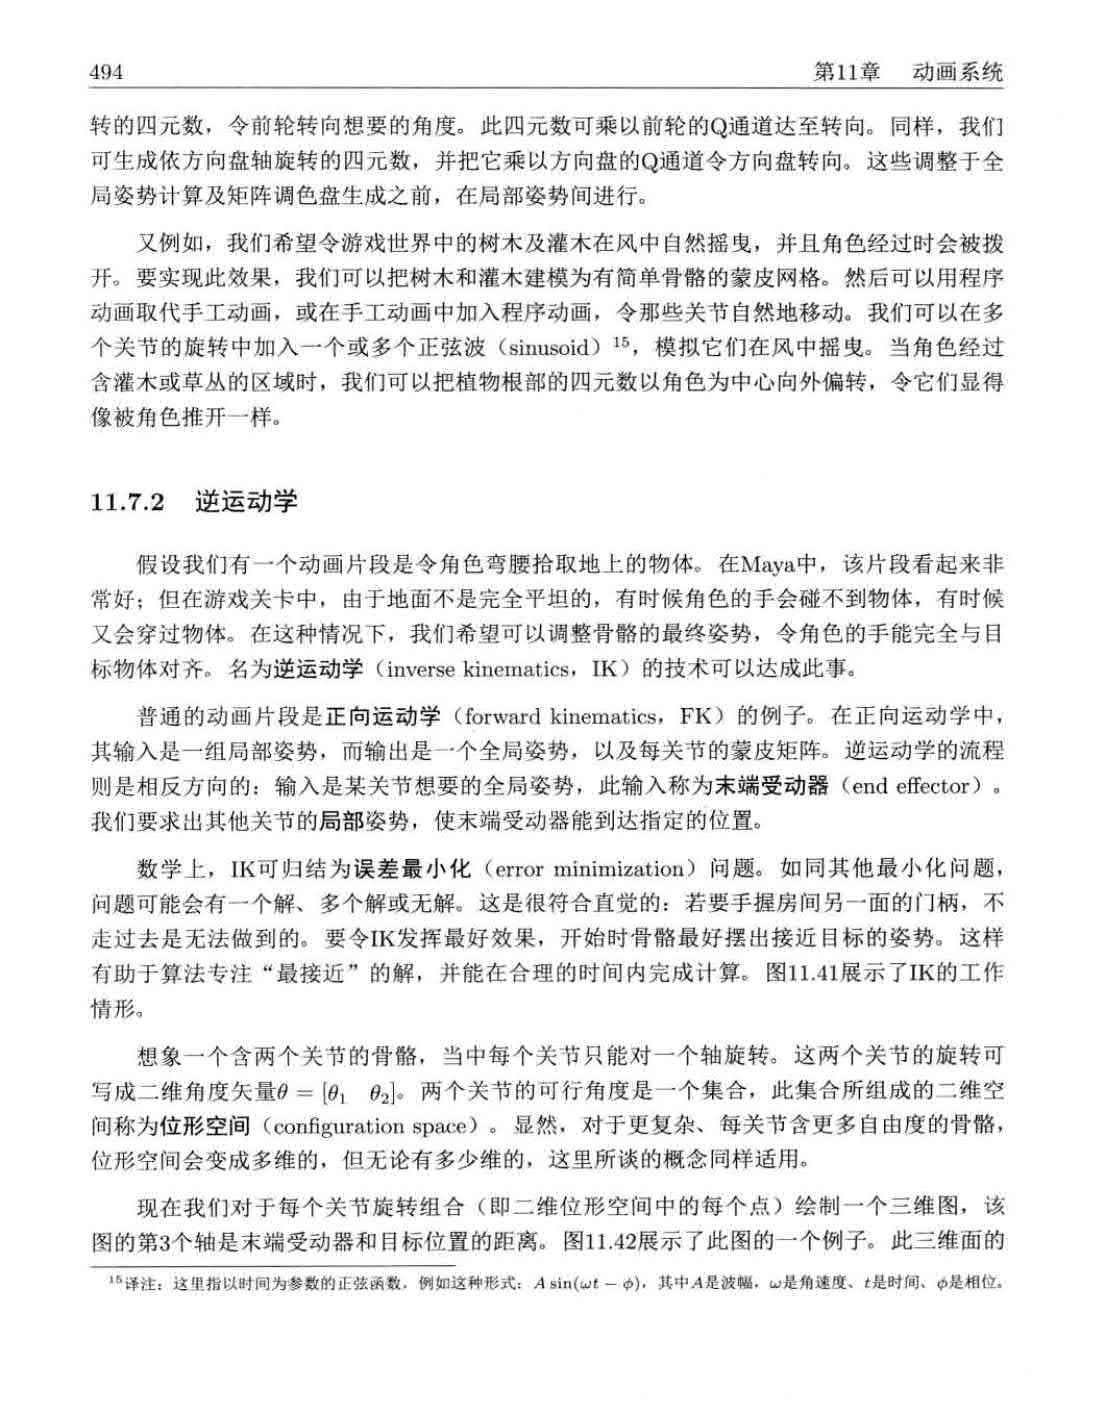 494 第11章 动画系统
转的四元数，令前轮转向想要的角度。此四元数可乘以前轮的Q通道达至转向。同样，我们
可生成依方向盘轴旋转的四元数，并把它乘以方向盘的Q通道令方向盘转向。这些调整于全
局姿势计算及矩阵调色盘生成之前，在局部姿势间进行。
又例如，我们希望令游戏世界中的树木及灌木在风中自然摇曳，并且角色经过时会被拨
开。要实现此效果，我们可以把树木和灌木建模为有简单骨骼的蒙皮网格。然后可以用程序
动画取代手工动画，或在手工动画中加入程序动画，令那些关节自然地移动。我们可以在多
个关节的旋转中加入一个或多个正弦波（sinusoid）15，模拟它们在风中摇曳。当角色经过
含灌木或草丛的区域时，我们可以把植物根部的四元数以角色为中心向外偏转，令它们显得
像被角色推开一样。
11.7.2 逆运动学
假设我们有一个动画片段是令角色弯腰拾取地上的物体。在Maya中，该片段看起来非
常好；但在游戏关卡中，由于地面不是完全平坦的，有时候角色的手会碰不到物体，有时候
又会穿过物体。在这种情况下，我们希望可以调整骨骼的最终姿势，令角色的手能完全与目
标物体对齐。名为逆运动学（inverse kinematics，IK）的技术可以达成此事。
普通的动画片段是正向运动学（forward kinematics，FK）的例子。在正向运动学中，
其输入是一组局部姿势，而输出是一个全局姿势，以及每关节的蒙皮矩阵。逆运动学的流程
则是相反方向的：输入是某关节想要的全局姿势，此输入称为末端受动器（end effector）。
我们要求出其他关节的局部姿势，使末端受动器能到达指定的位置。
数学上，IK可归结为误差最小化（error minimization）问题。如同其他最小化问题，
问题可能会有一个解、多个解或无解。这是很符合直觉的：若要手握房间另一面的门柄，不
走过去是无法做到的。要令IK发挥最好效果，开始时骨骼最好摆出接近目标的姿势。这样
有助于算法专注“最接近”的解，并能在合理的时间内完成计算。图11.41展示了IK的工作
情形。
想象一个含两个关节的骨骼，当中每个关节只能对一个轴旋转。这两个关节的旋转可
写成二维角度矢量θ = [θ₁ θ₂]。两个关节的可行角度是一个集合，此集合所组成的二维空
间称为位形空间（configuration space）。显然，对于更复杂、每关节含更多自由度的骨骼，
位形空间会变成多维的，但无论有多少维的，这里所谈的概念同样适用。
现在我们对于每个关节旋转组合（即二维位形空间中的每个点）绘制一个三维图，该
图的第3个轴是末端受动器和目标位置的距离。图11.42展示了此图的一个例子。此三维面的
15译注：这里指以时间为参数的正弦函数，例如这种形式：A sin(ωt − ϕ)，其中A是波幅，ω是角速度、t是时间、ϕ是相位。